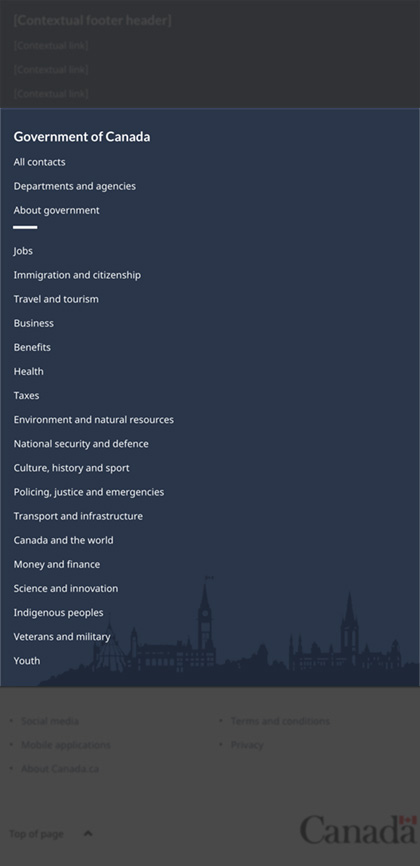 [Contextual footer header]
[Contextual link]
[Contextual link]
[Contextual link]
Government of Canada
All contacts
Departments and agencies
About government
Jobs
Immigration and citizenship
Travel and tourism
Business
Benefits
Health
Taxes
Environment and natural resources
National security and defence
Culture, history and sport
Policing, justice and emergencies
Transport and infrastructure
Canada and the world
Money and finance
Science and innovation
Indigenous peoples
Veterans and military
Youth
• Social media
• Terms and conditions
• Mobile applications
• Privacy
• About Canada.ca
Top of page
Canada